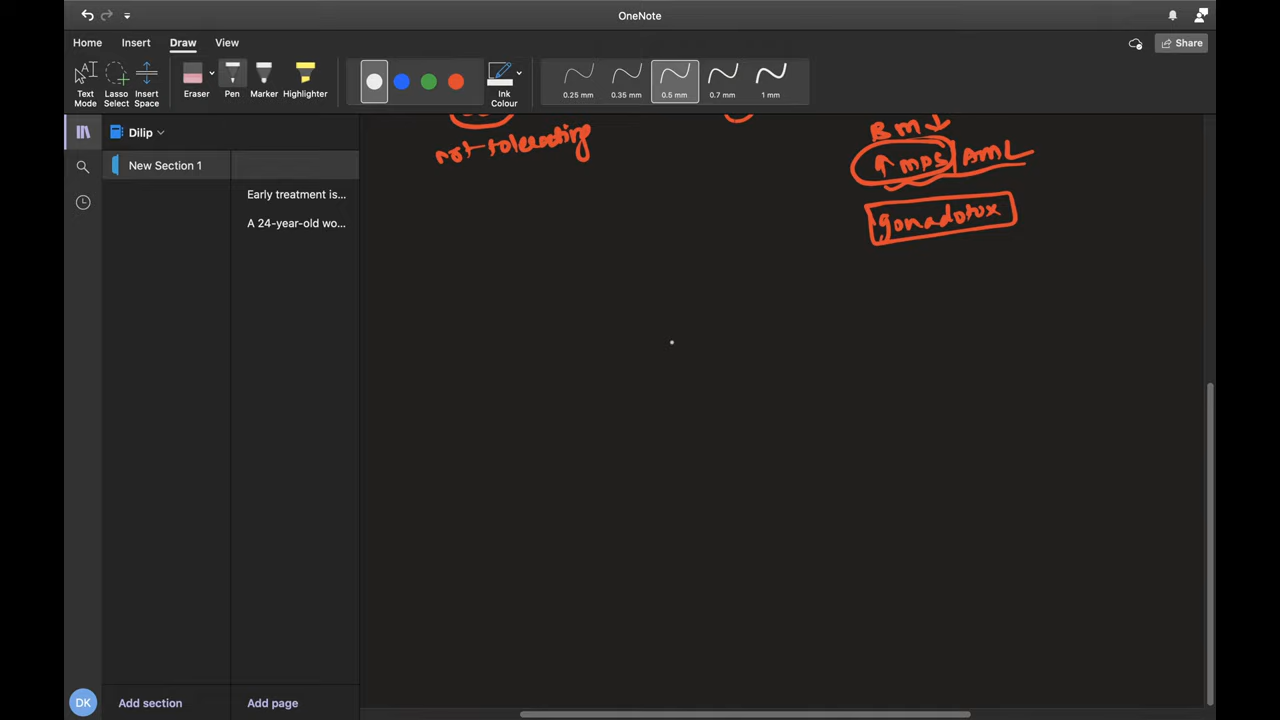 OneNote
Home Insert Draw View
Share
Text Mode
Lasso Select
Insert Space
Eraser
Pen
Marker
Highlighter
Ink Colour
0.25 mm
0.35 mm
0.5 mm
0.7 mm
1 mm
Dilip
New Section 1
Early treatment is...
A 24-year-old wo...
not tolerating
BM↓
↑ MDS / AML
gonadotox
DK
Add section
Add page